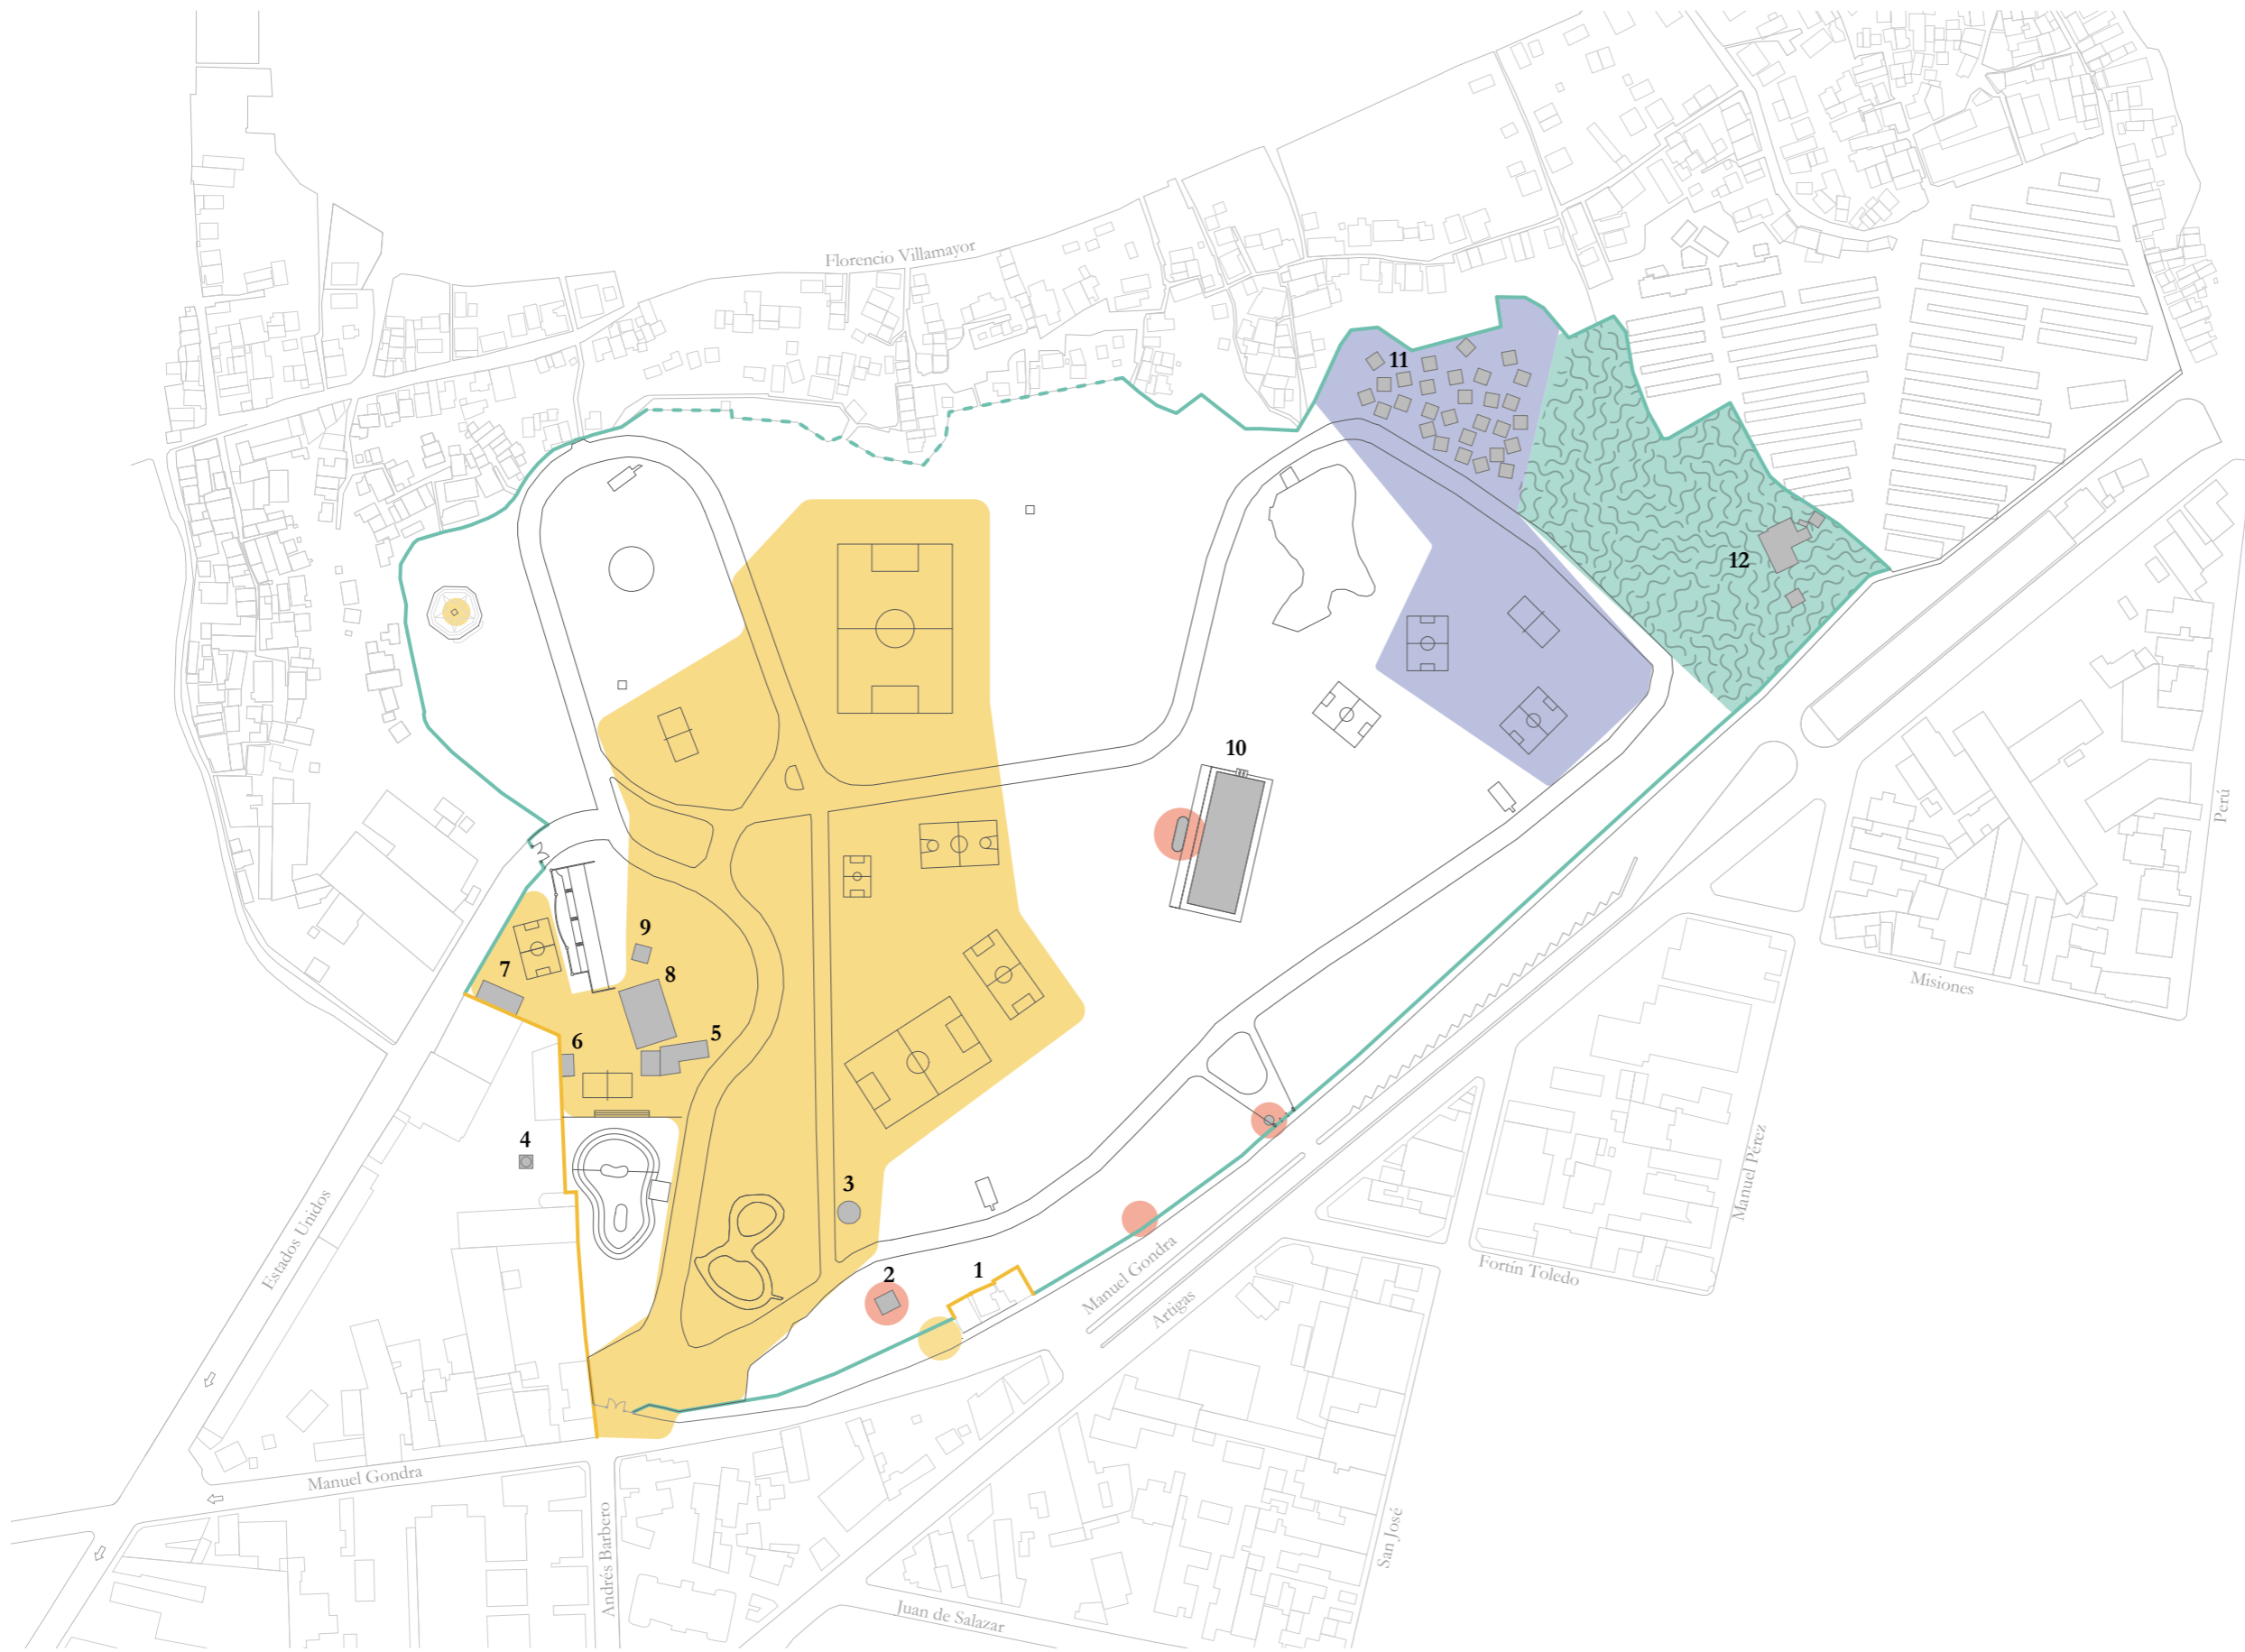 Florencio Villamayor
11
12
10
Perú
9
8
7
Misiones
5
6
4
Manuel Pérez
3
Estados Unidos
2
1
Manuel Gondra
Fortín Toledo
Artigas
Manuel Gondra
Andrés Barbero
San José
Juan de Salazar